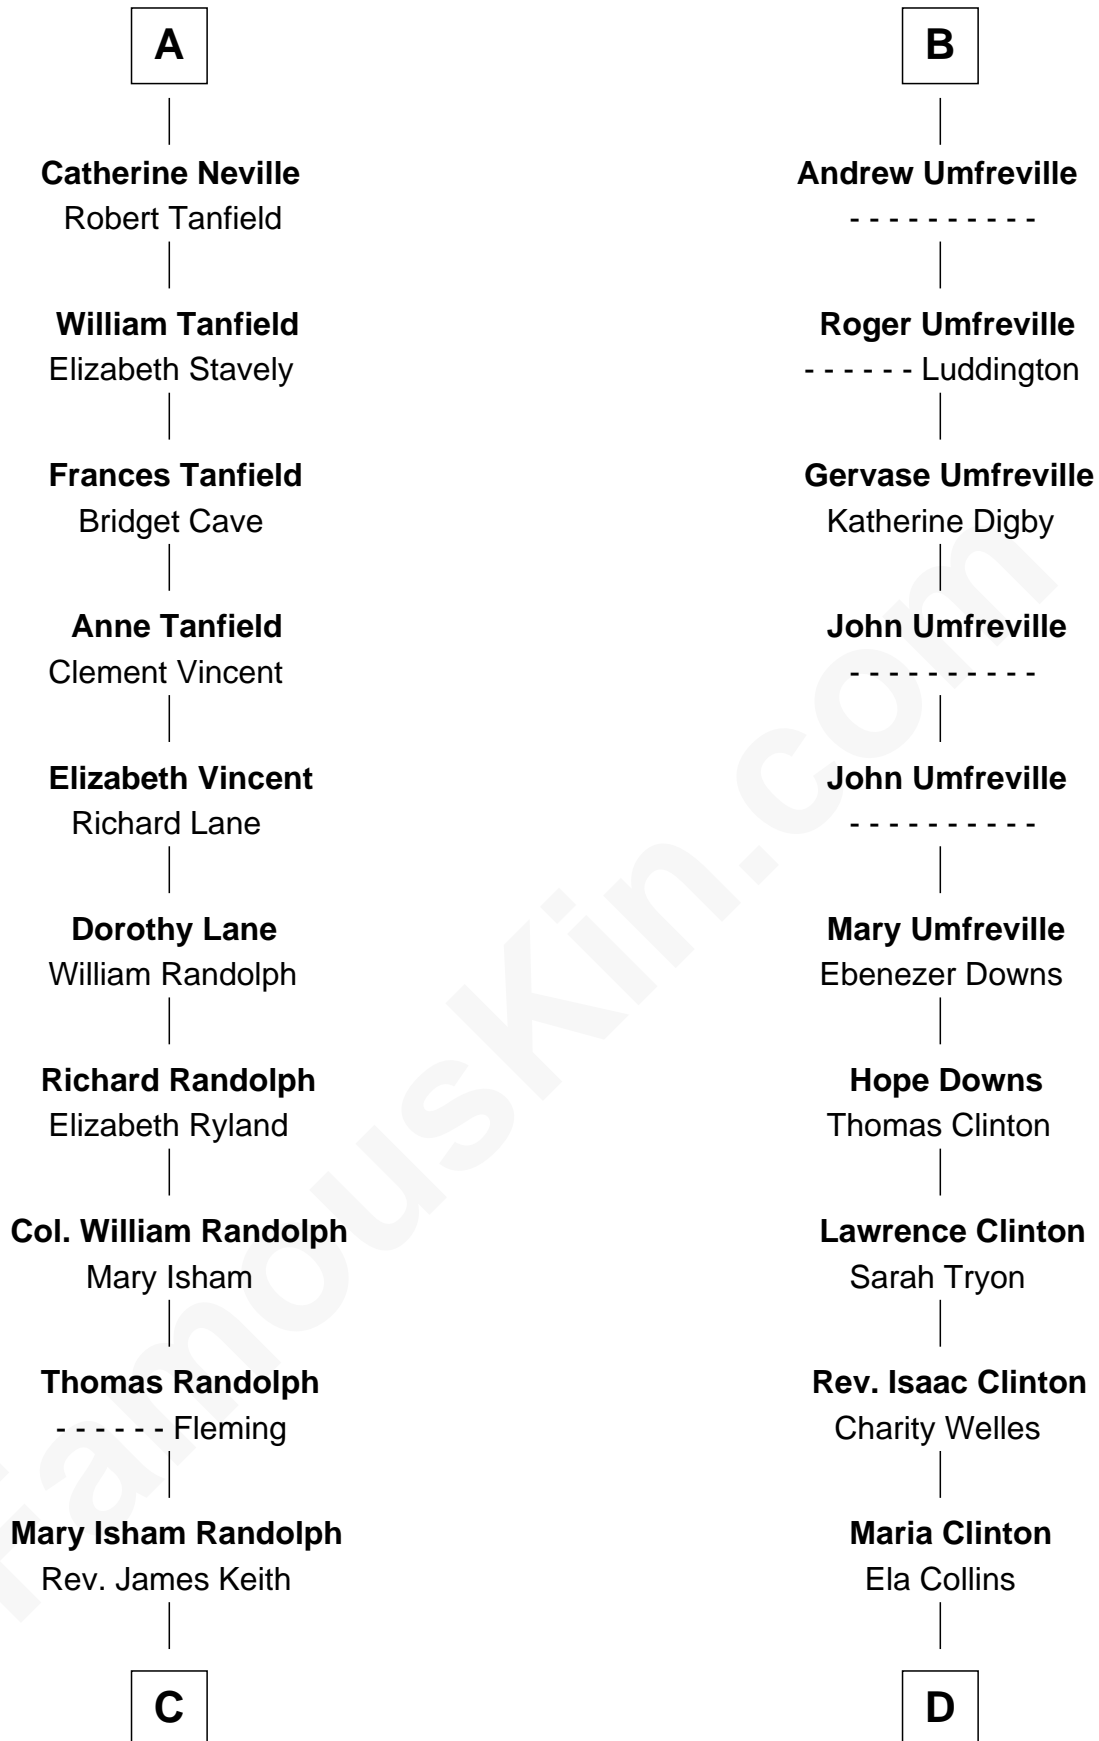 A
Catherine Neville
Robert Tanfield
William Tanfield
Elizabeth Stavely
Frances Tanfield
Bridget Cave
Anne Tanfield
Clement Vincent
Elizabeth Vincent
Richard Lane
Dorothy Lane
William Randolph
Richard Randolph
Elizabeth Ryland
Col. William Randolph
Mary Isham
Thomas Randolph
- - - - - - Fleming
Mary Isham Randolph
Rev. James Keith
C
B
Andrew Umfreville
- - - - - - - - - -
Roger Umfreville
- - - - - - Luddington
Gervase Umfreville
Katherine Digby
John Umfreville
- - - - - - - - - -
John Umfreville
- - - - - - - - - -
Mary Umfreville
Ebenezer Downs
Hope Downs
Thomas Clinton
Lawrence Clinton
Sarah Tryon
Rev. Isaac Clinton
Charity Welles
Maria Clinton
Ela Collins
D
FamousKin.com